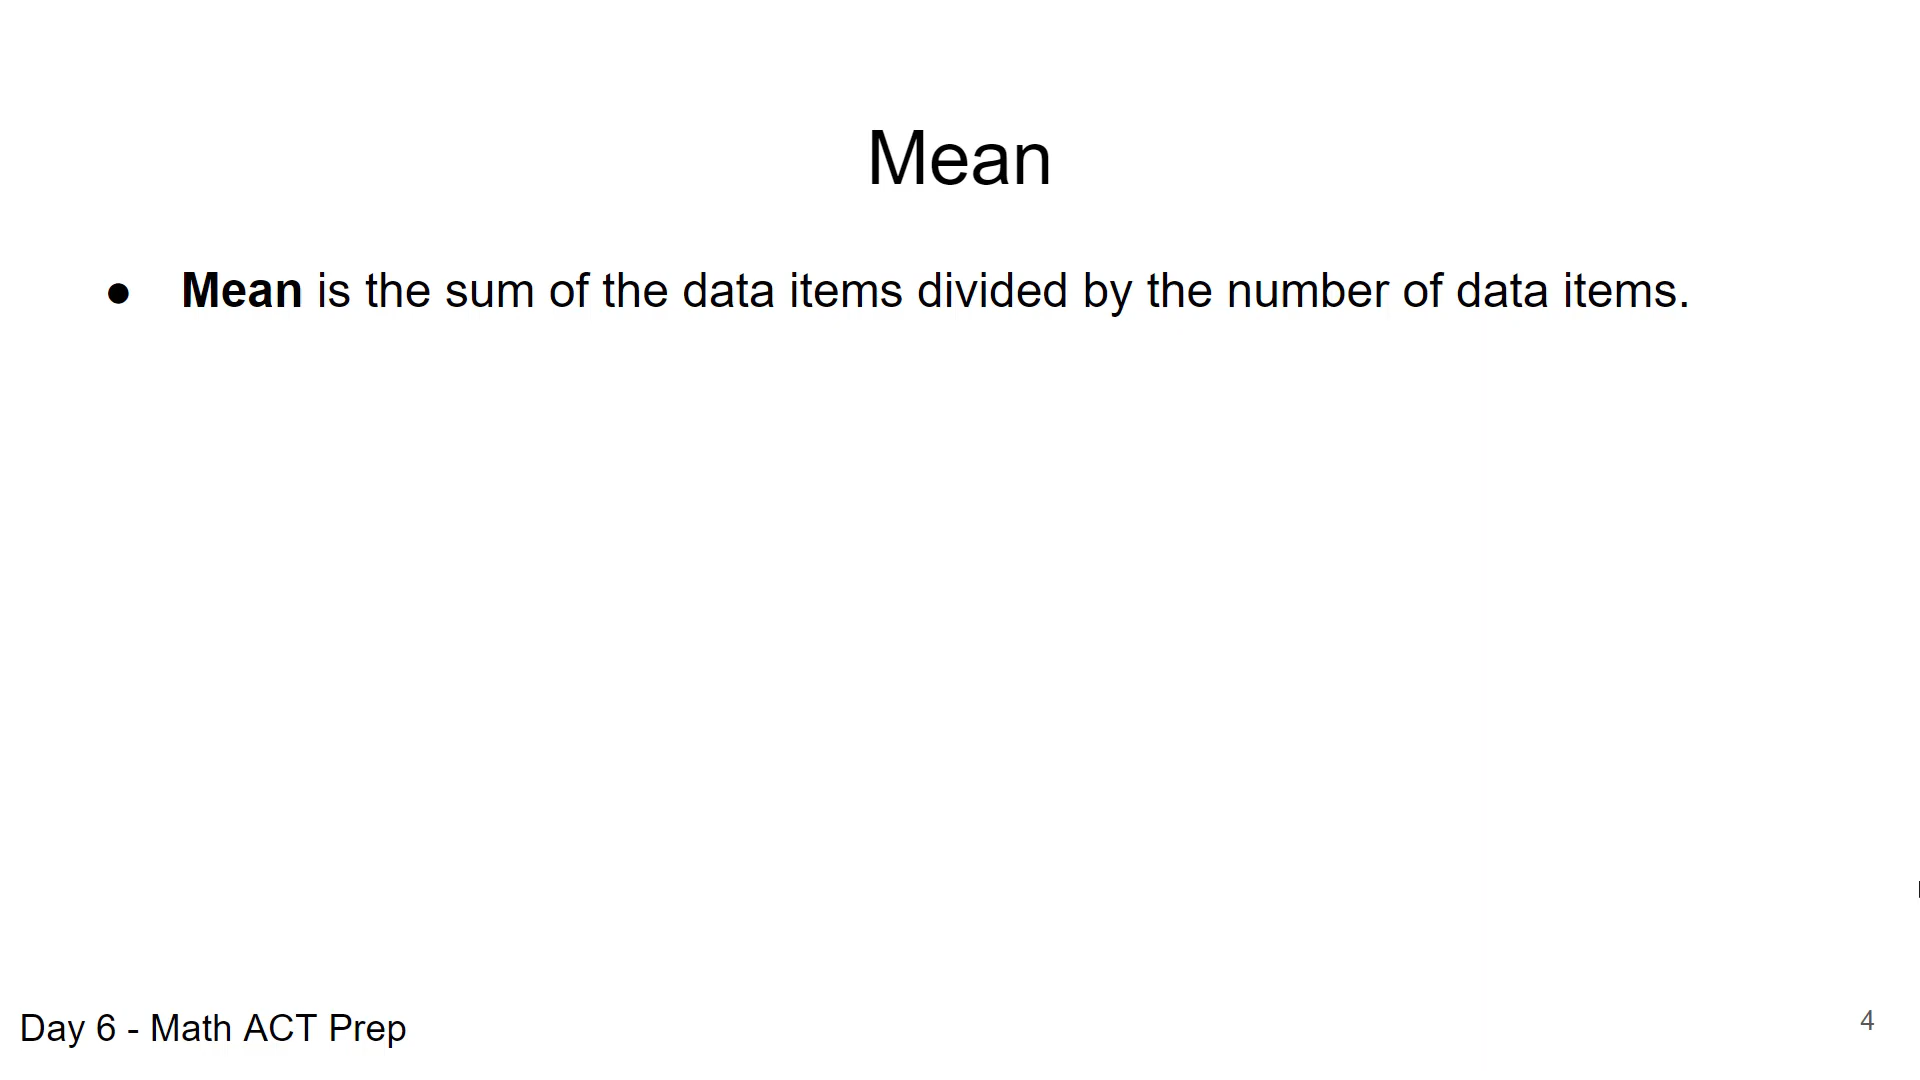 Mean
● Mean is the sum of the data items divided by the number of data items.
Day 6 - Math ACT Prep
4